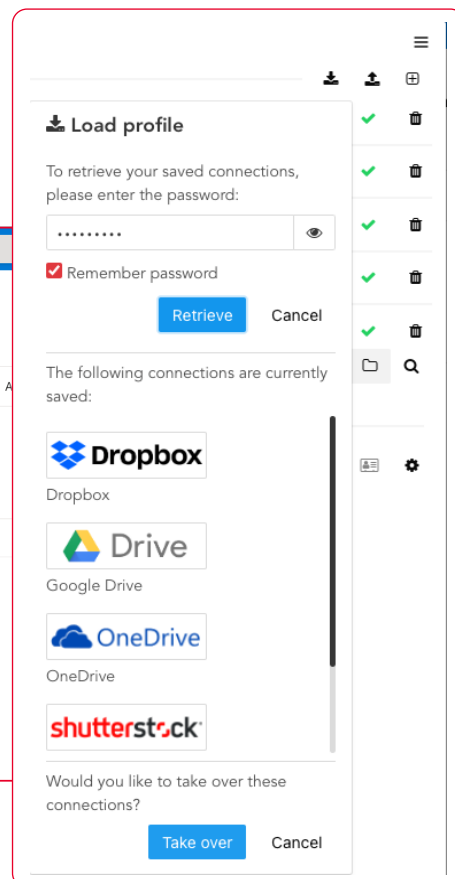 Load profile
To retrieve your saved connections,
please enter the password:
•••••••••
Remember password
Retrieve Cancel
The following connections are currently
saved:
Dropbox
Dropbox
Drive
Google Drive
OneDrive
OneDrive
shutterstock
Would you like to take over these
connections?
Take over Cancel
A